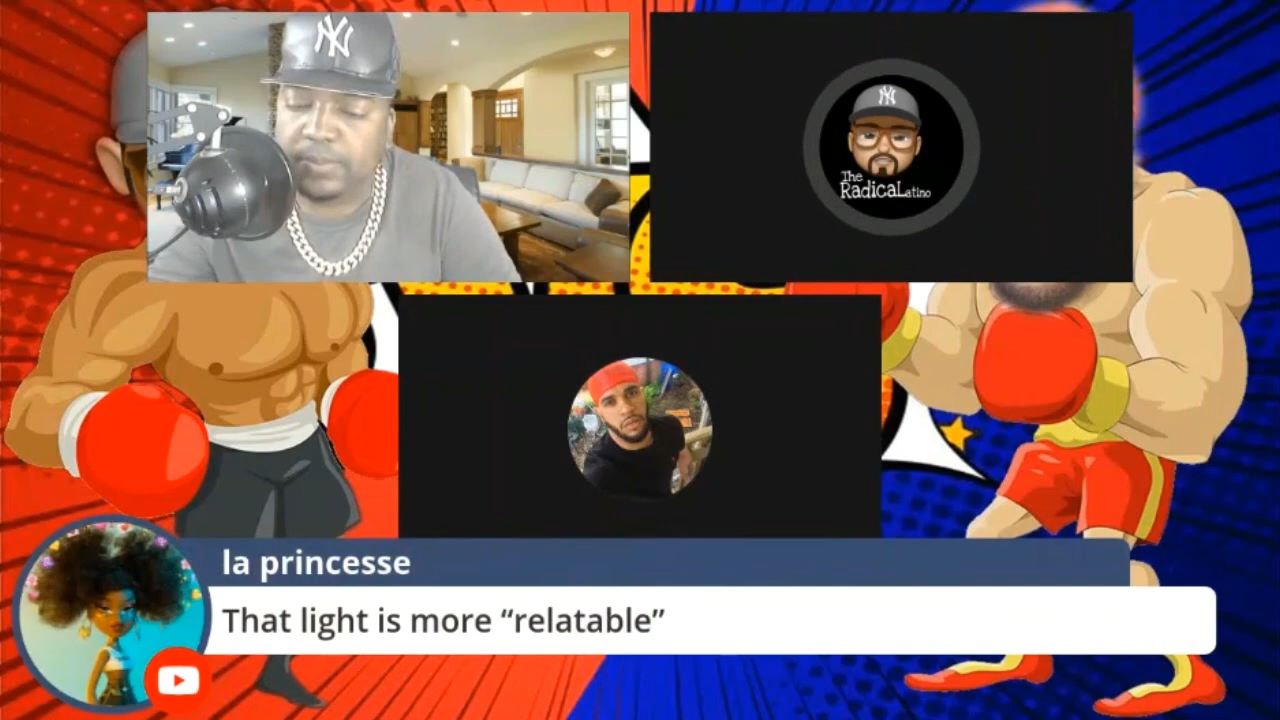 NY
NY
The
RadicaLatino
la princesse
That light is more “relatable”